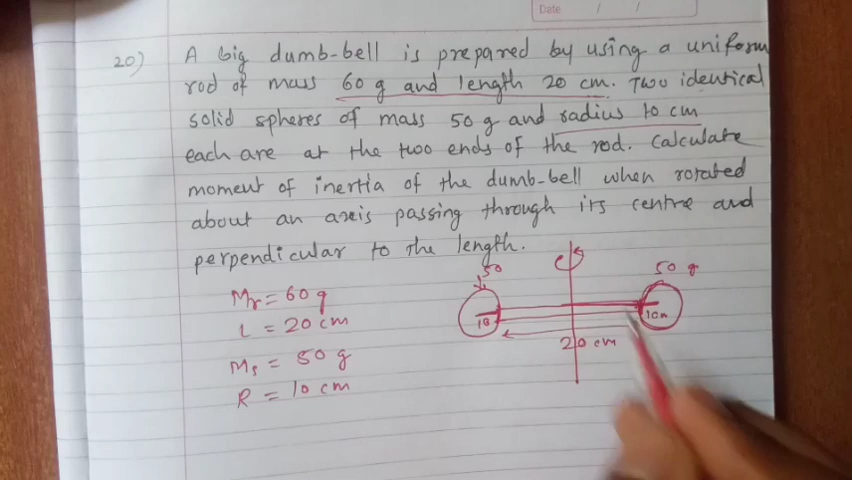 Date / /
20) A big dumb-bell is prepared by using a uniform
rod of mass 60 g and length 20 cm. Two identical
solid spheres of mass 50 g and radius 10 cm
each are at the two ends of the rod. Calculate
moment of inertia of the dumb-bell when rotated
about an axis passing through its centre and
perpendicular to the length.
50
50 g
Mr = 60 g
L = 20 cm
10
20 cm
Ms = 50 g
R = 10 cm